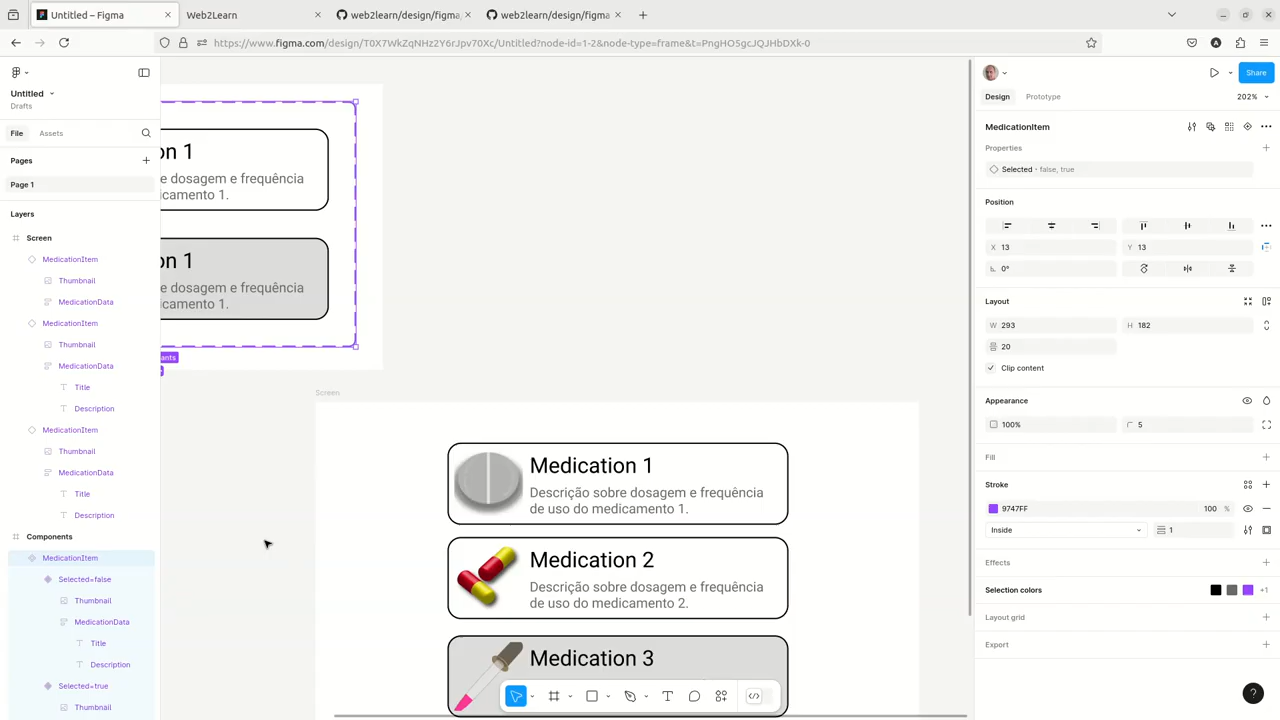 Untitled – Figma
Web2Learn
web2learn/design/figma,
web2learn/design/figma
https://www.figma.com/design/T0X7WkZqNHz2Y6rJpv70Xc/Untitled?node-id=1-2&node-type=frame&t=PngHO5gcJQJHbDXk-0
Untitled
Drafts
File
Assets
Pages
Page 1
Layers
Screen
MedicationItem
Thumbnail
MedicationData
MedicationItem
Thumbnail
MedicationData
Title
Description
MedicationItem
Thumbnail
MedicationData
Title
Description
Components
MedicationItem
Selected=false
Thumbnail
MedicationData
Title
Description
Selected=true
Thumbnail
on 1
e dosagem e frequência
icamento 1.
on 1
e dosagem e frequência
icamento 1.
ants
Screen
Medication 1
Descrição sobre dosagem e frequência
de uso do medicamento 1.
Medication 2
Descrição sobre dosagem e frequência
de uso do medicamento 2.
Medication 3
Share
Design
Prototype
202%
MedicationItem
Properties
Selected • false, true
Position
X 13
Y 13
0°
Layout
W 293
H 182
20
Clip content
Appearance
100%
5
Fill
Stroke
9747FF
100 %
Inside
1
Effects
Selection colors
+1
Layout grid
Export
?